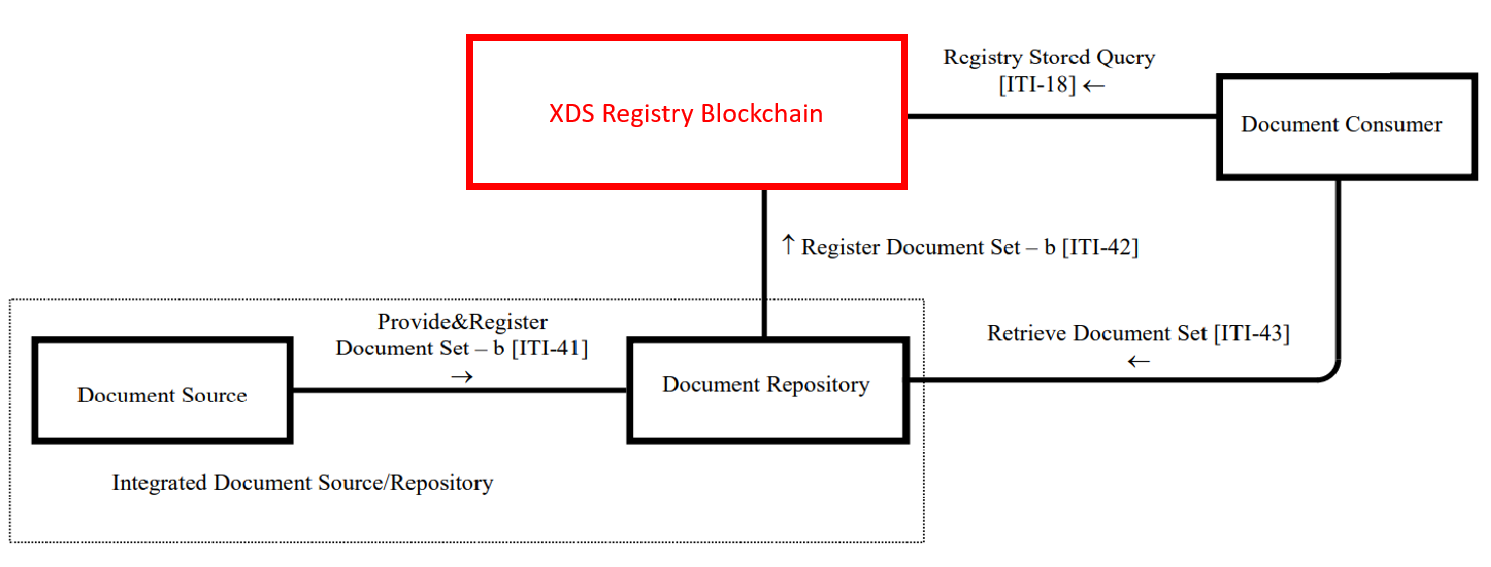 Registry Stored Query
[ITI-18] ←
XDS Registry Blockchain
Document Consumer
↑ Register Document Set – b [ITI-42]
Provide&Register
Document Set – b [ITI-41]
→
Retrieve Document Set [ITI-43]
←
Document Source
Document Repository
Integrated Document Source/Repository